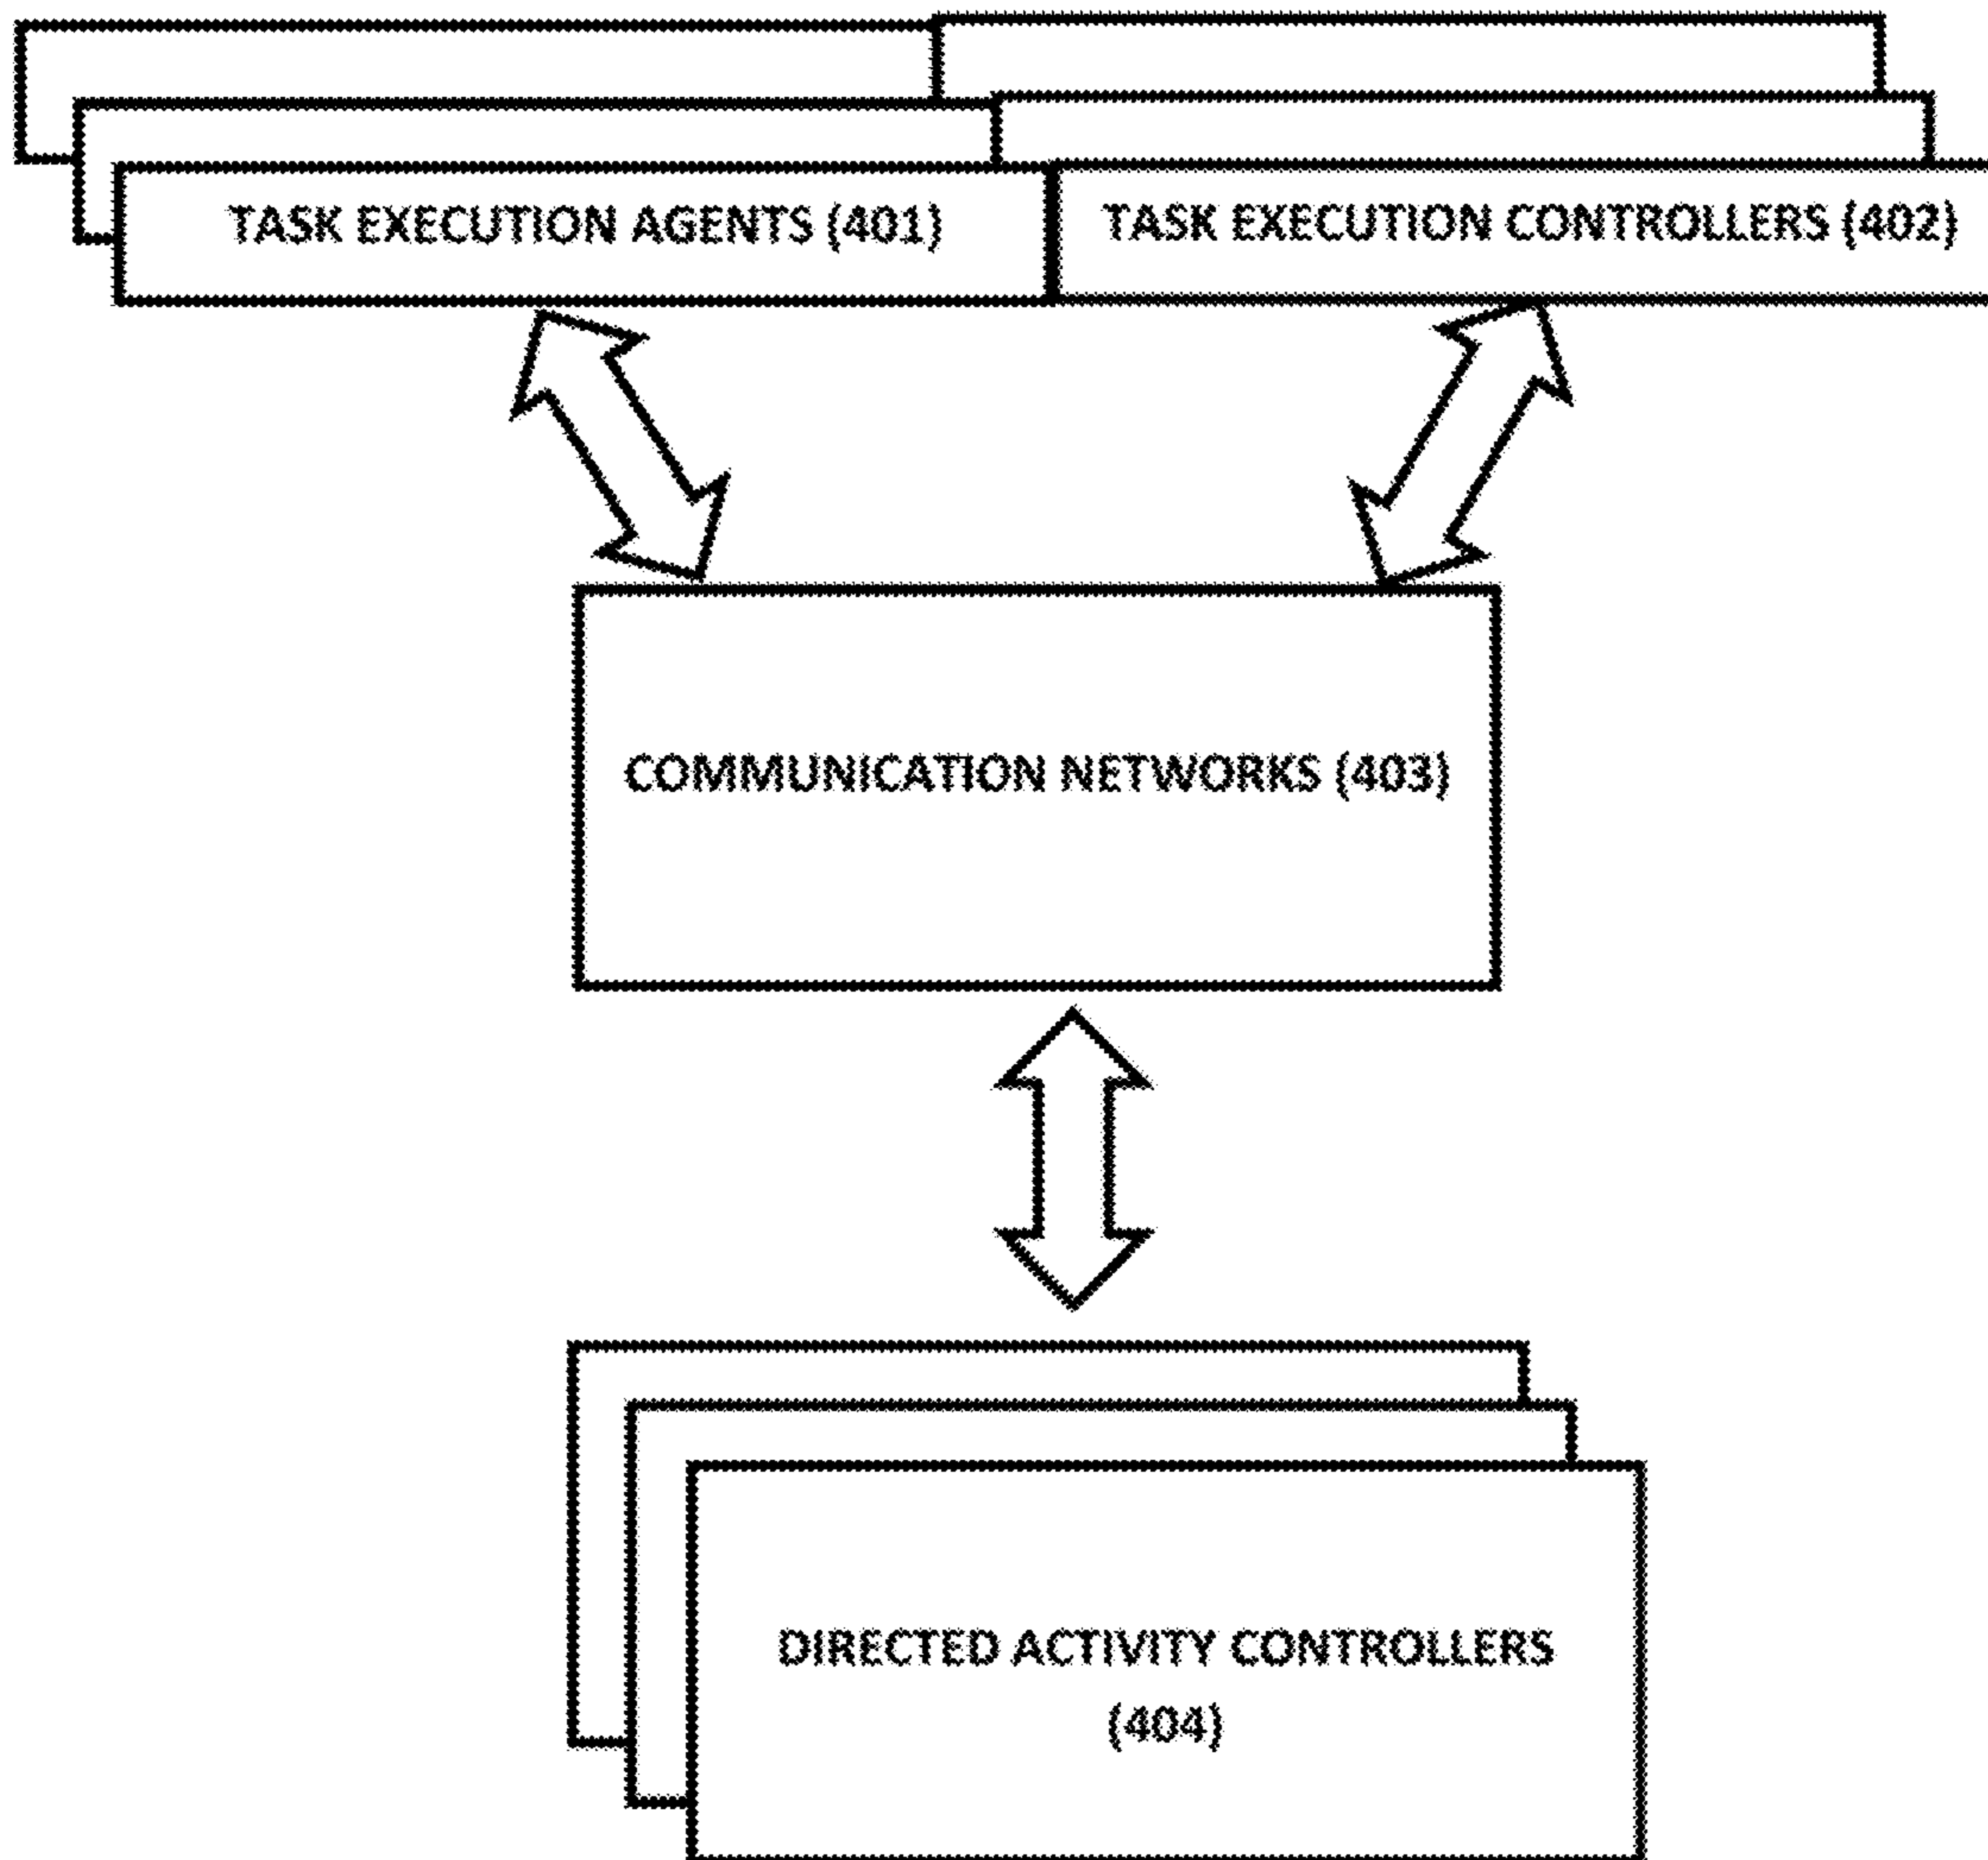 TASK EXECUTION AGENTS (401)
TASK EXECUTION CONTROLLERS (402)
COMMUNICATION NETWORKS (403)
DIRECTED ACTIVITY CONTROLLERS
(404)